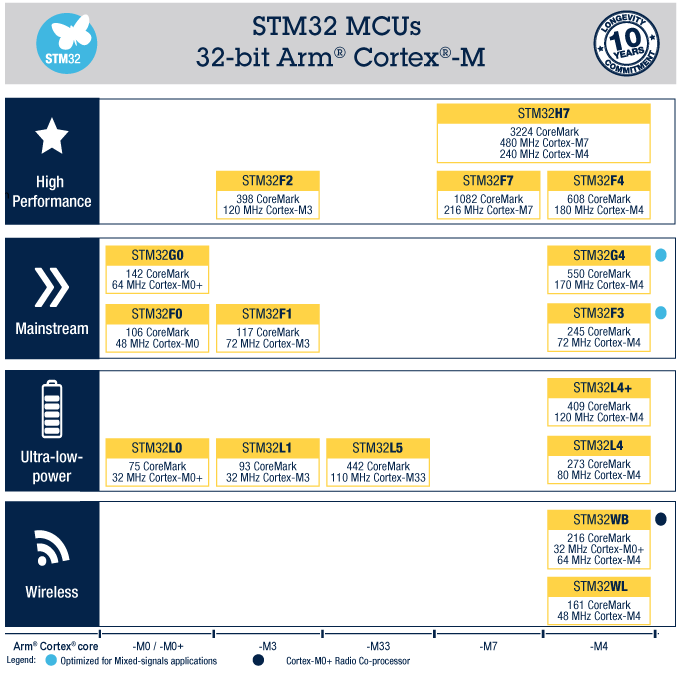 STM32 MCUs
32-bit Arm® Cortex®-M
STM32
LONGEVITY
10
YEARS
COMMITMENT
High
Performance
STM32H7
3224 CoreMark
480 MHz Cortex-M7
240 MHz Cortex-M4
STM32F2
398 CoreMark
120 MHz Cortex-M3
STM32F7
1082 CoreMark
216 MHz Cortex-M7
STM32F4
608 CoreMark
180 MHz Cortex-M4
Mainstream
STM32G0
142 CoreMark
64 MHz Cortex-M0+
STM32G4
550 CoreMark
170 MHz Cortex-M4
STM32F0
106 CoreMark
48 MHz Cortex-M0
STM32F1
117 CoreMark
72 MHz Cortex-M3
STM32F3
245 CoreMark
72 MHz Cortex-M4
Ultra-low-
power
STM32L4+
409 CoreMark
120 MHz Cortex-M4
STM32L0
75 CoreMark
32 MHz Cortex-M0+
STM32L1
93 CoreMark
32 MHz Cortex-M3
STM32L5
442 CoreMark
110 MHz Cortex-M33
STM32L4
273 CoreMark
80 MHz Cortex-M4
Wireless
STM32WB
216 CoreMark
32 MHz Cortex-M0+
64 MHz Cortex-M4
STM32WL
161 CoreMark
48 MHz Cortex-M4
Arm® Cortex® core -M0 / -M0+ -M3 -M33 -M7 -M4
Legend: Optimized for Mixed-signals applications Cortex-M0+ Radio Co-processor